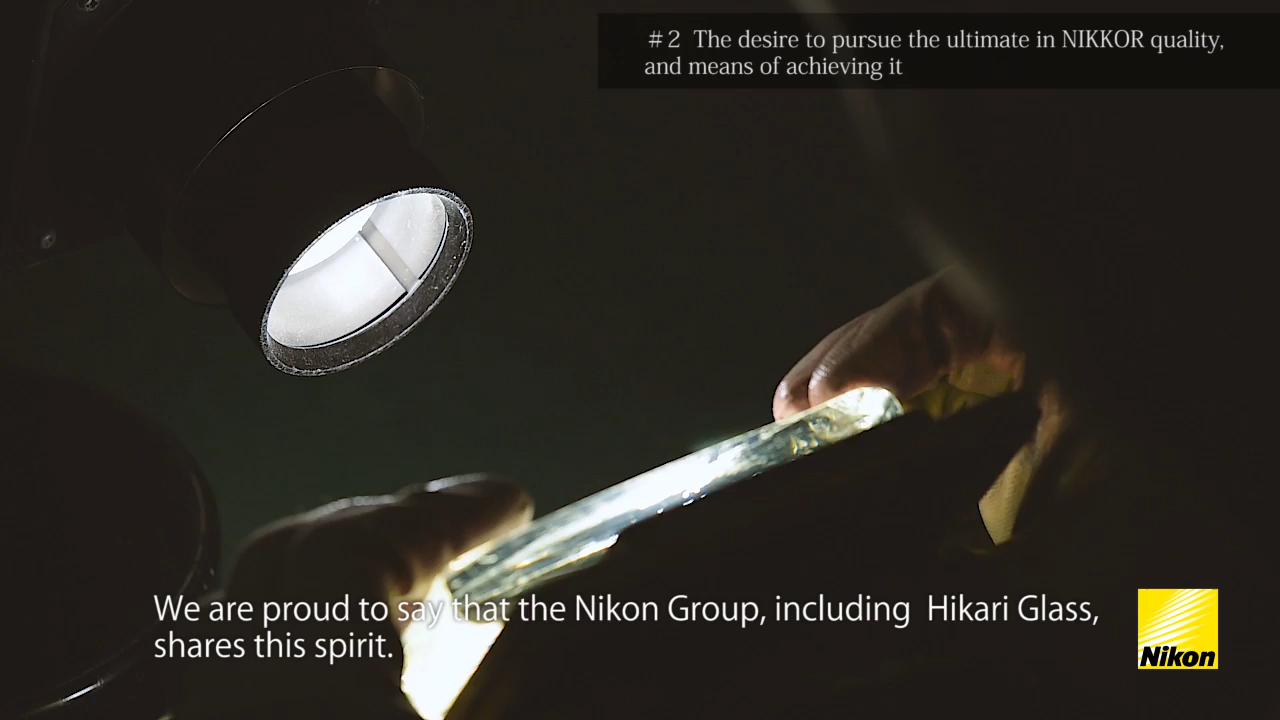 #2 The desire to pursue the ultimate in NIKKOR quality,
and means of achieving it
We are proud to say that the Nikon Group, including Hikari Glass,
shares this spirit.
Nikon